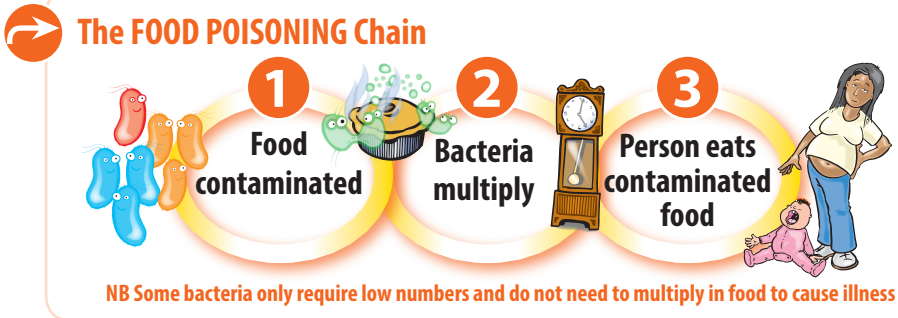 The FOOD POISONING Chain
1
Food
contaminated
2
Bacteria
multiply
3
Person eats
contaminated
food
NB Some bacteria only require low numbers and do not need to multiply in food to cause illness